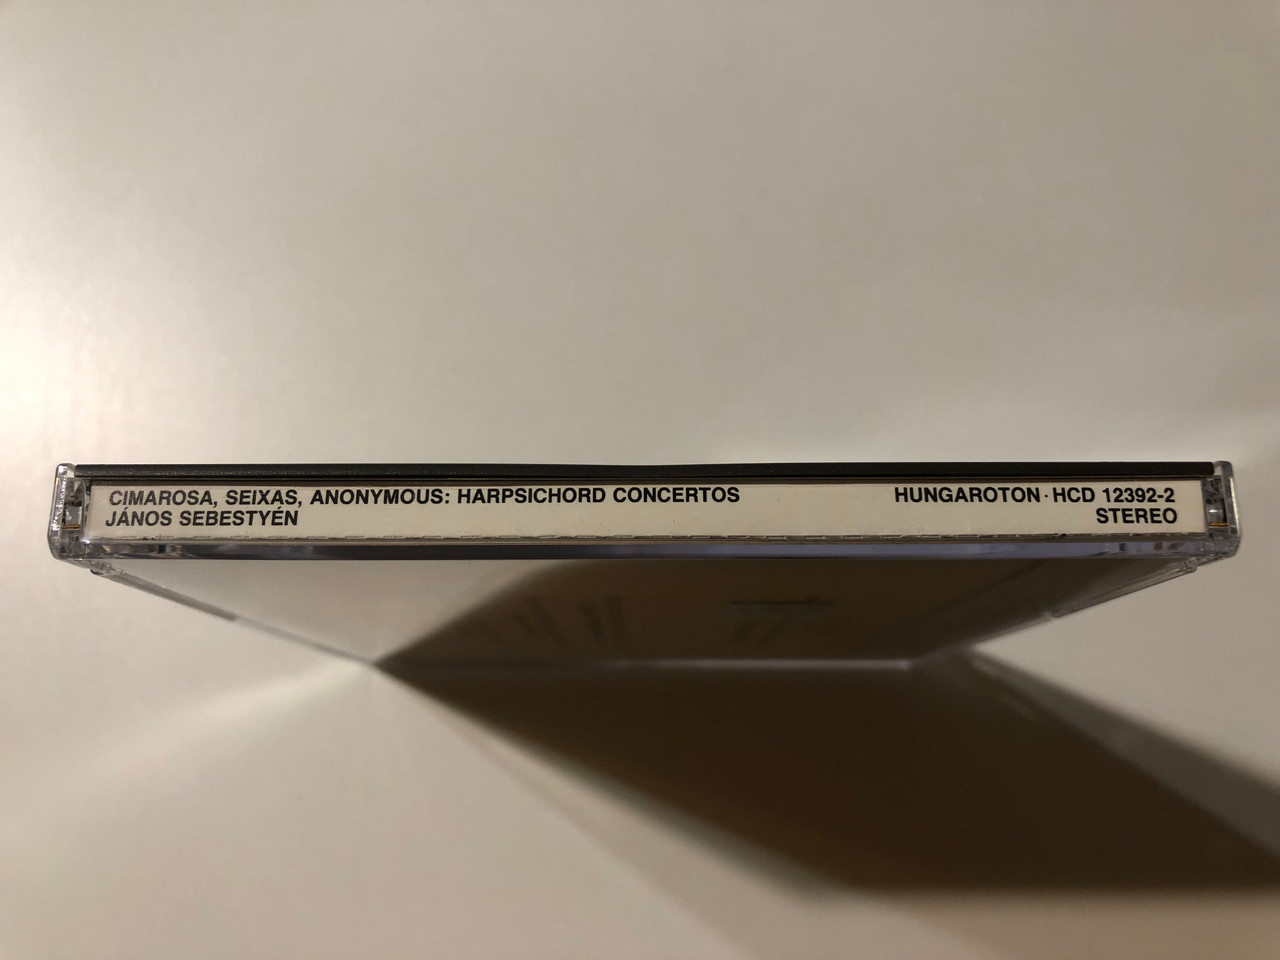 CIMAROSA, SEIXAS, ANONYMOUS: HARPSICHORD CONCERTOS
JÁNOS SEBESTYÉN
HUNGAROTON · HCD 12392-2
STEREO